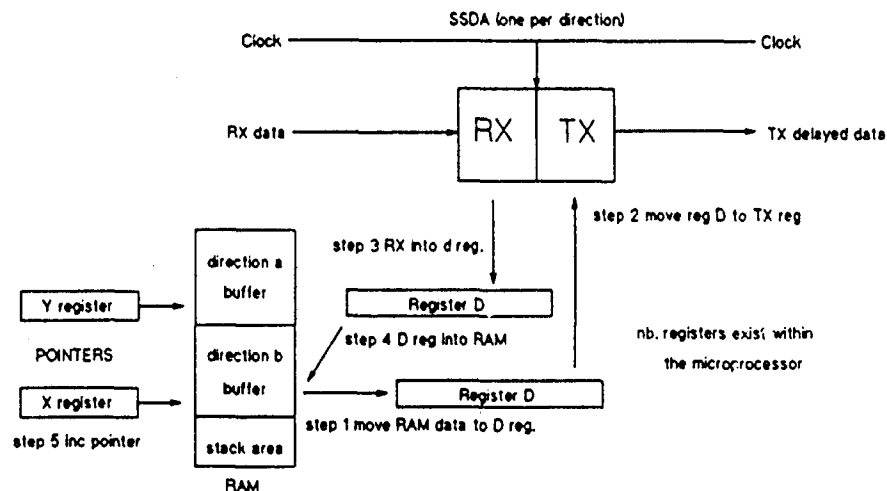 SSDA (one per direction)
Clock
Clock
RX data
RX
TX
TX delayed data
step 2 move reg D to TX reg
step 3 RX into d reg.
direction a
buffer
Register D
Y register
step 4 D reg into RAM
nb. registers exist within
the microprocessor
POINTERS
direction b
buffer
X register
Register D
step 1 move RAM data to D reg.
step 5 inc pointer
stack area
RAM